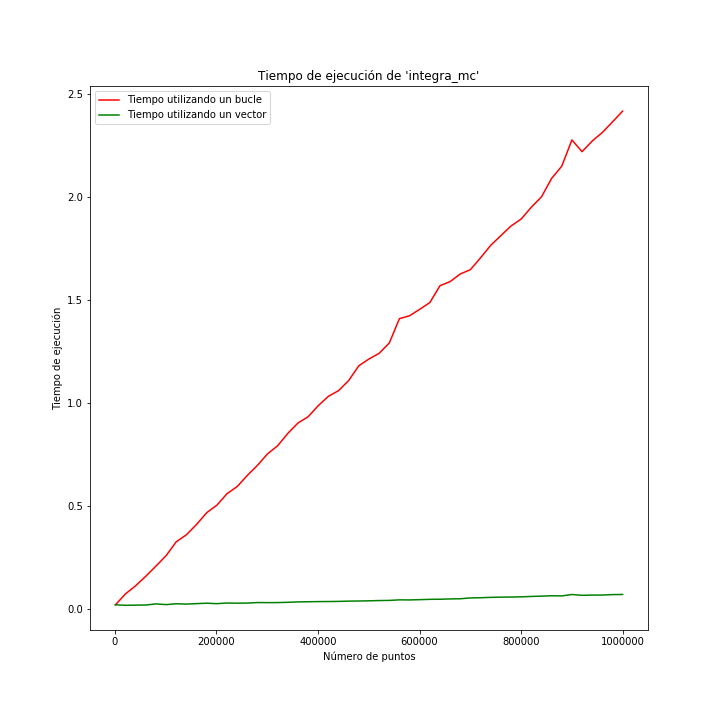 Tiempo de ejecución de 'integra_mc'
Tiempo utilizando un bucle
Tiempo utilizando un vector
2.5
2.0
1.5
1.0
0.5
0.0
Tiempo de ejecución
0 200000 400000 600000 800000 1000000
Número de puntos